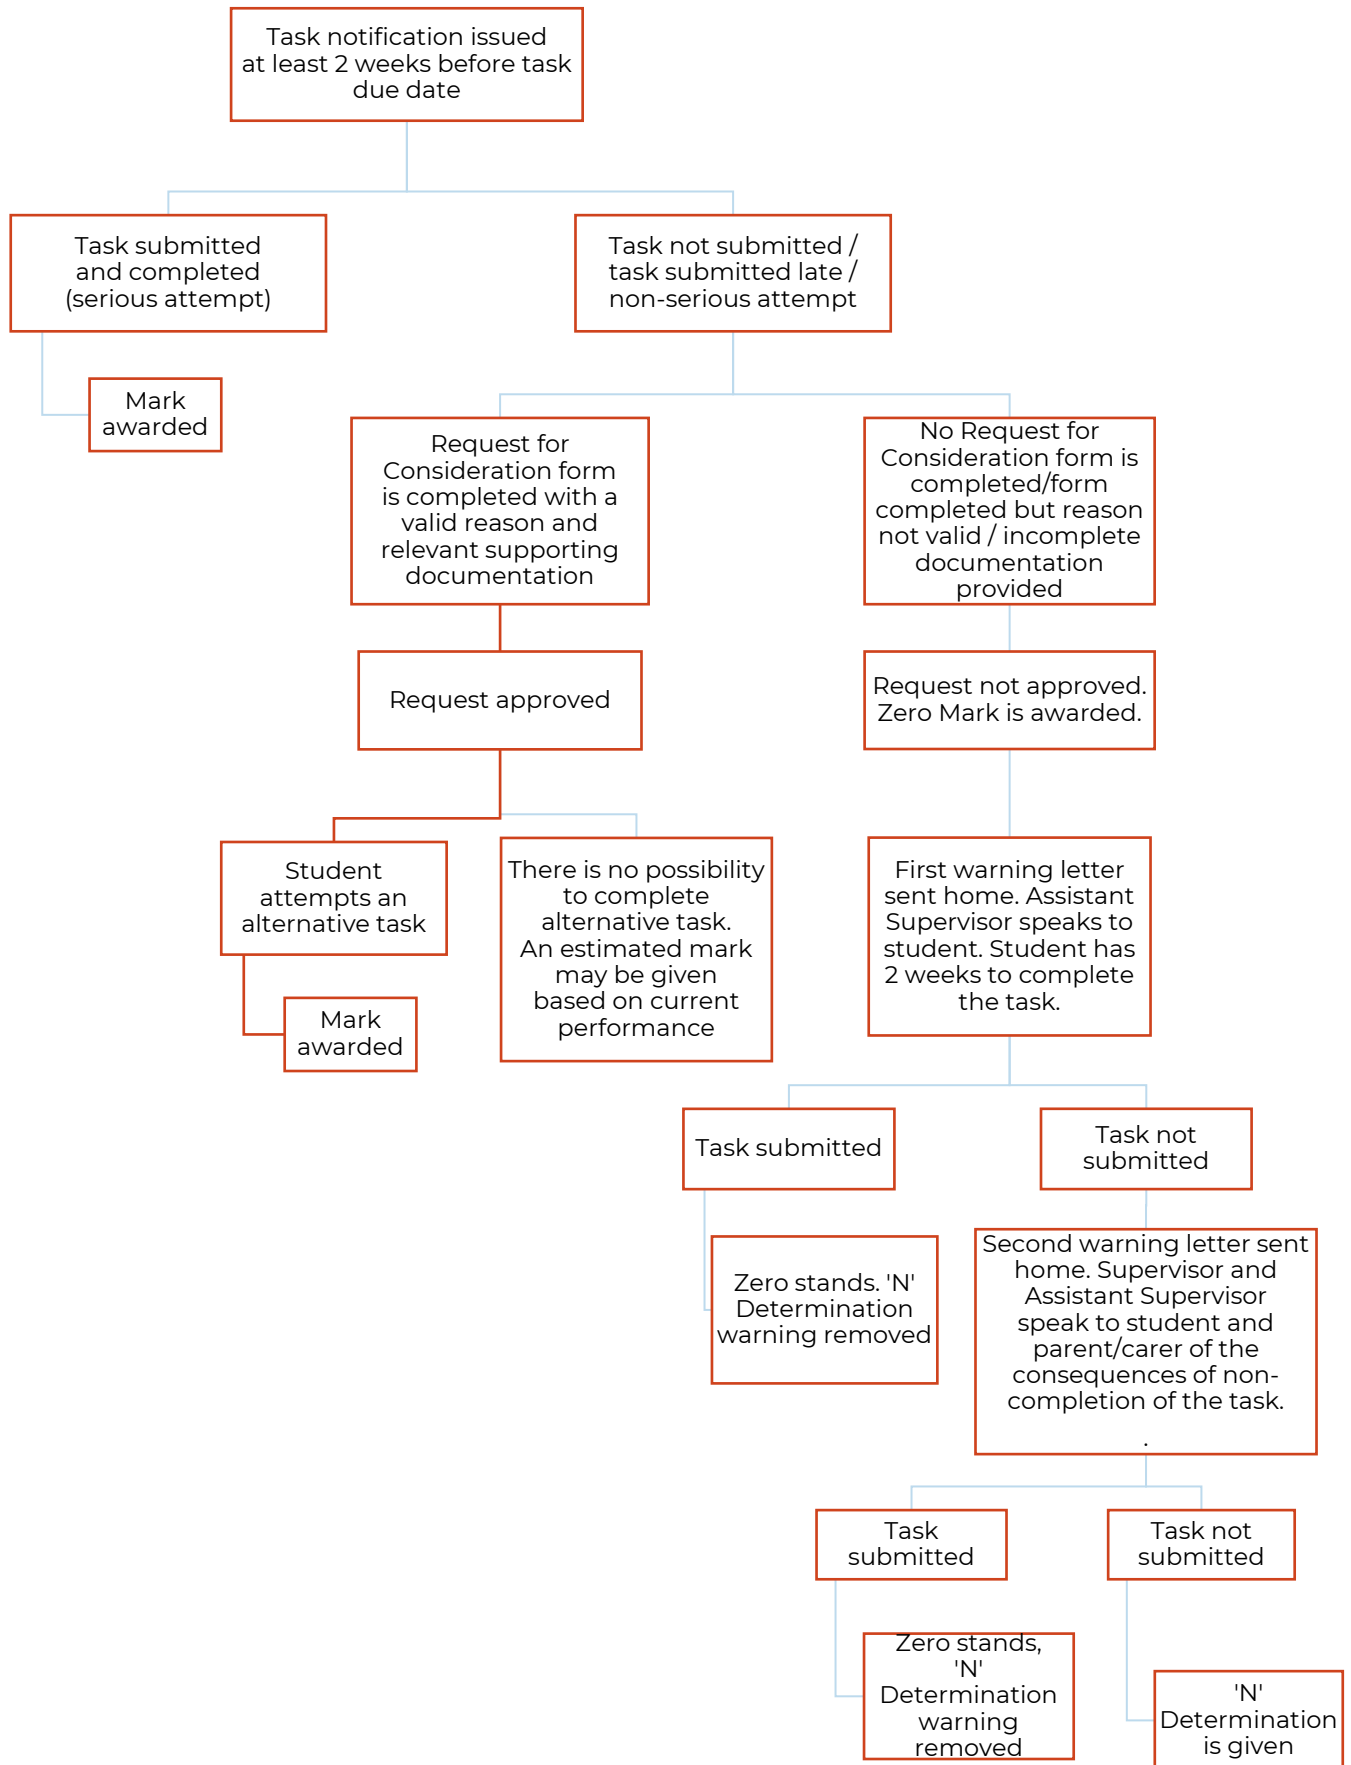 Task notification issued
at least 2 weeks before task
due date
Task submitted
and completed
(serious attempt)
Task not submitted /
task submitted late /
non-serious attempt
Mark
awarded
Request for
Consideration form
is completed with a
valid reason and
relevant supporting
documentation
No Request for
Consideration form is
completed/form
completed but reason
not valid / incomplete
documentation
provided
Request approved
Request not approved.
Zero Mark is awarded.
Student
attempts an
alternative task
There is no possibility
to complete
alternative task.
An estimated mark
may be given
based on current
performance
First warning letter
sent home. Assistant
Supervisor speaks to
student. Student has
2 weeks to complete
the task.
Mark
awarded
Task submitted
Task not
submitted
Zero stands. 'N'
Determination
warning removed
Second warning letter sent
home. Supervisor and
Assistant Supervisor
speak to student and
parent/carer of the
consequences of non-
completion of the task.
.
Task
submitted
Task not
submitted
Zero stands,
'N'
Determination
warning
removed
'N'
Determination
is given